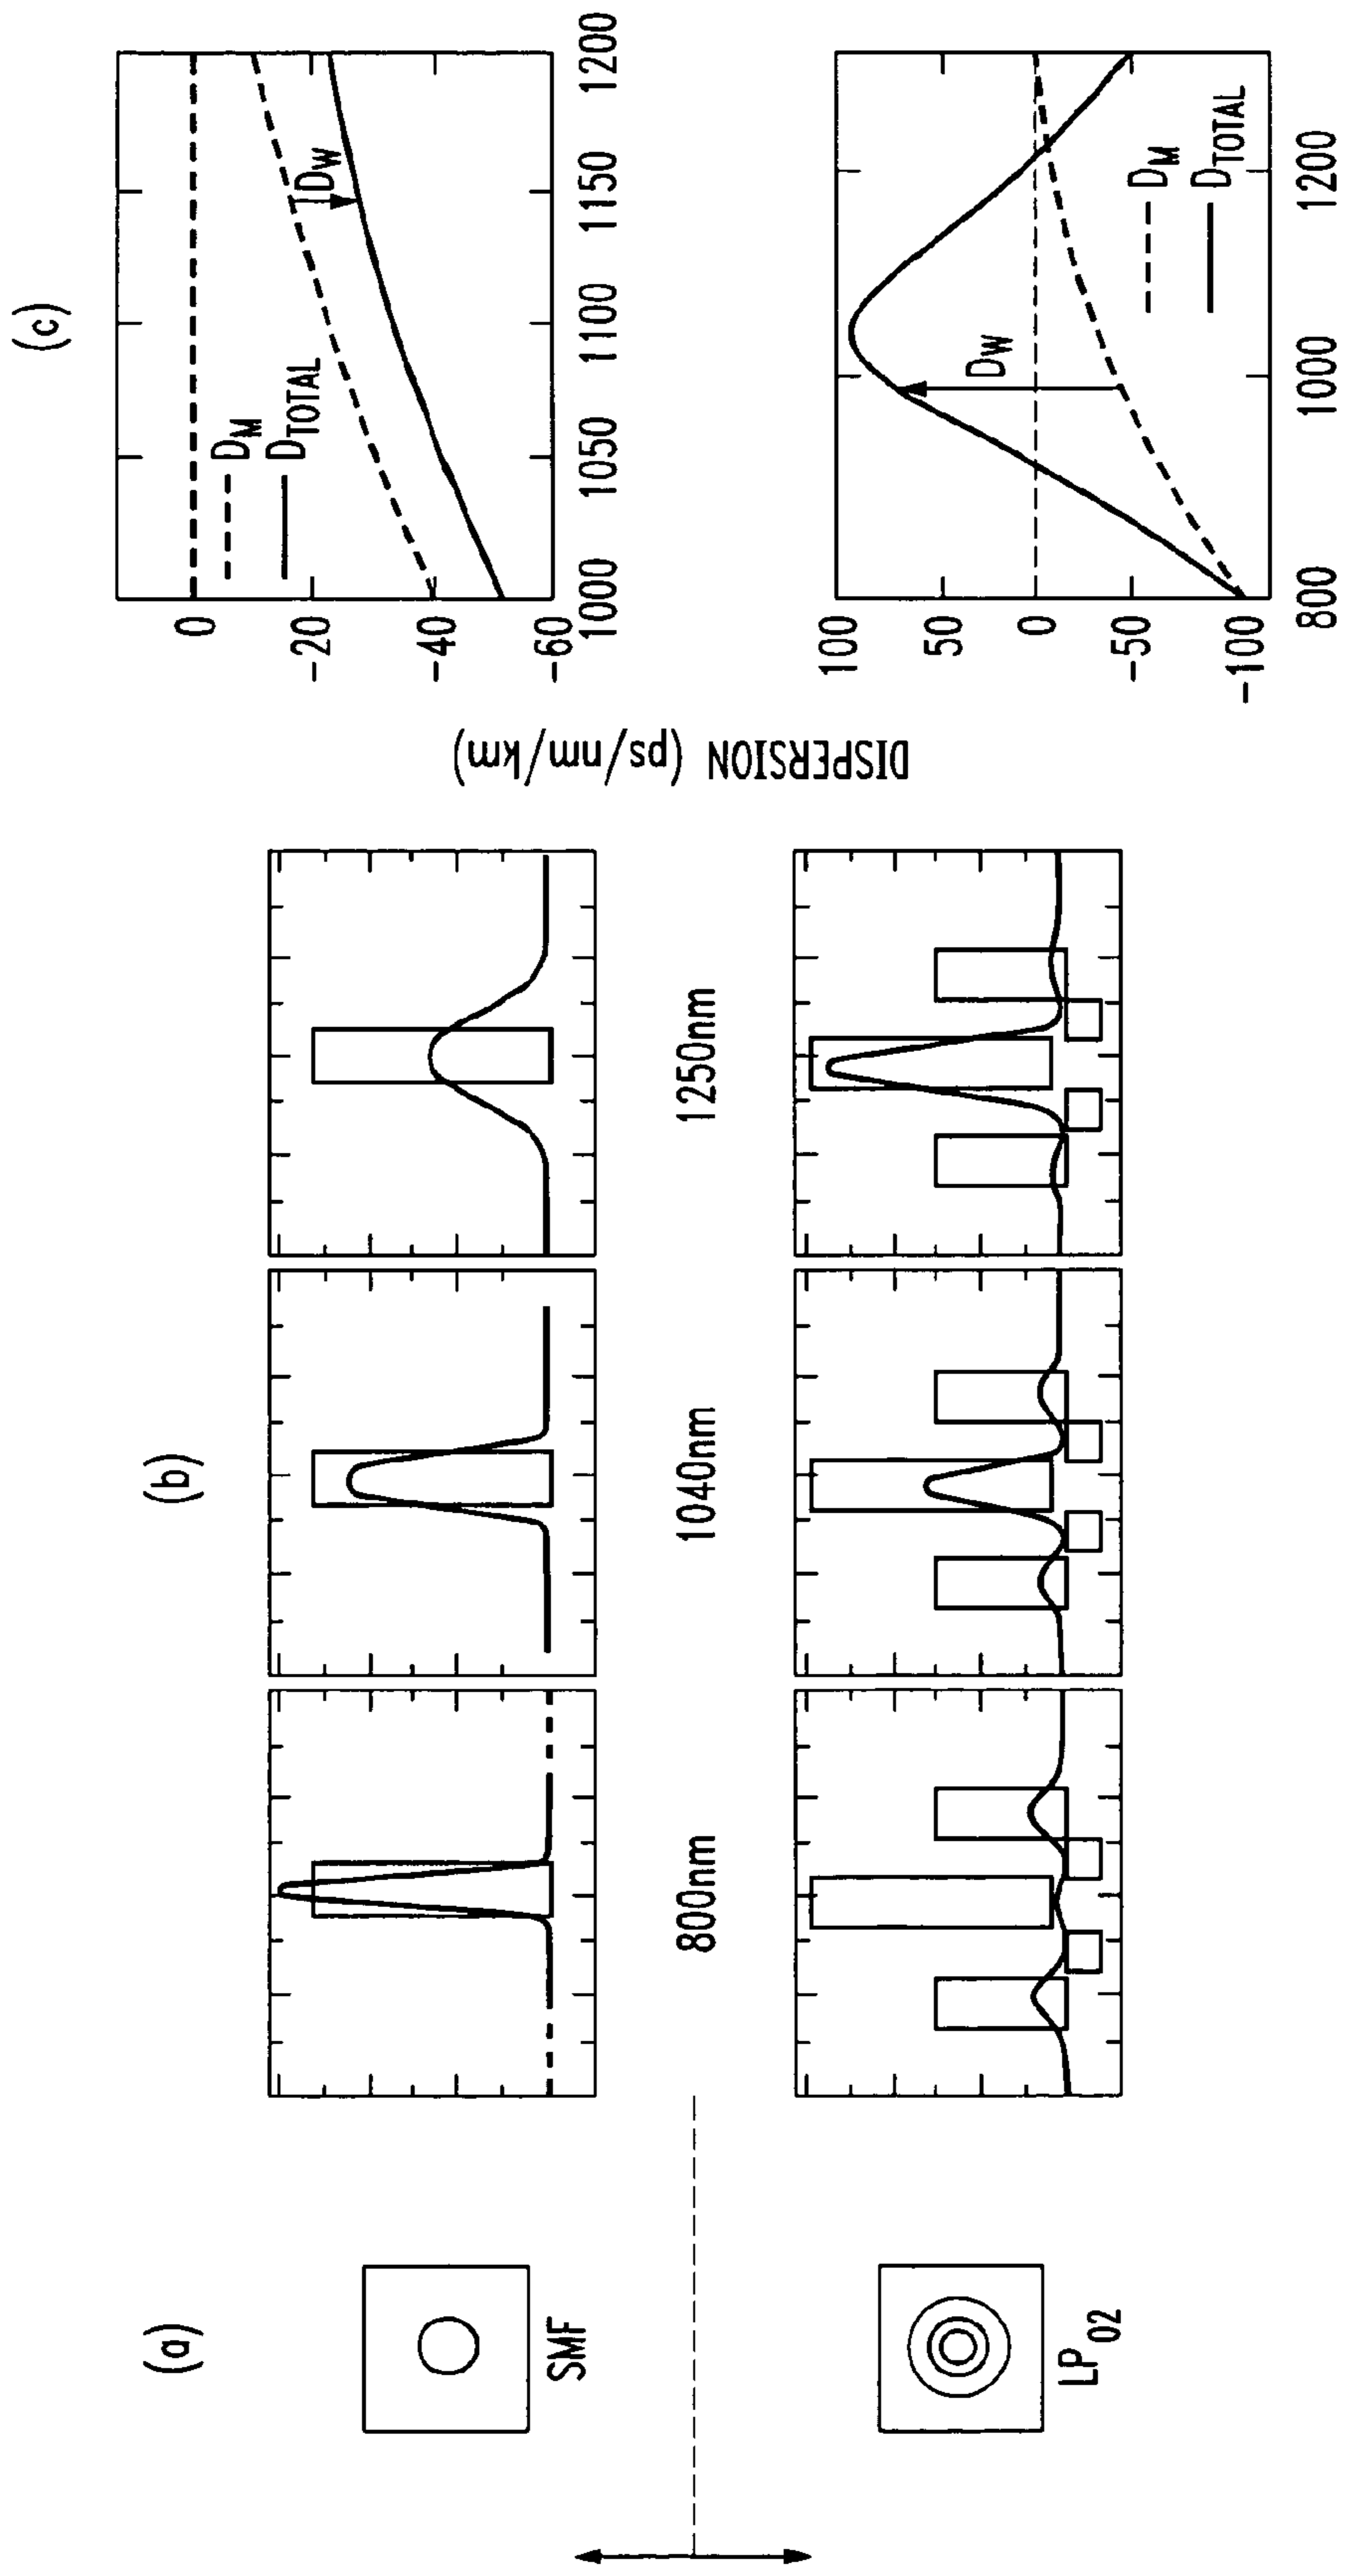 (a)
(b)
(c)
SMF
LP02
800nm
1040nm
1250nm
DISPERSION (ps/nm/km)
0
-20
-40
-60
1000
1050
1100
1150
1200
DM
DTOTAL
DW
100
50
0
-50
-100
800
1000
1200
DW
DM
DTOTAL